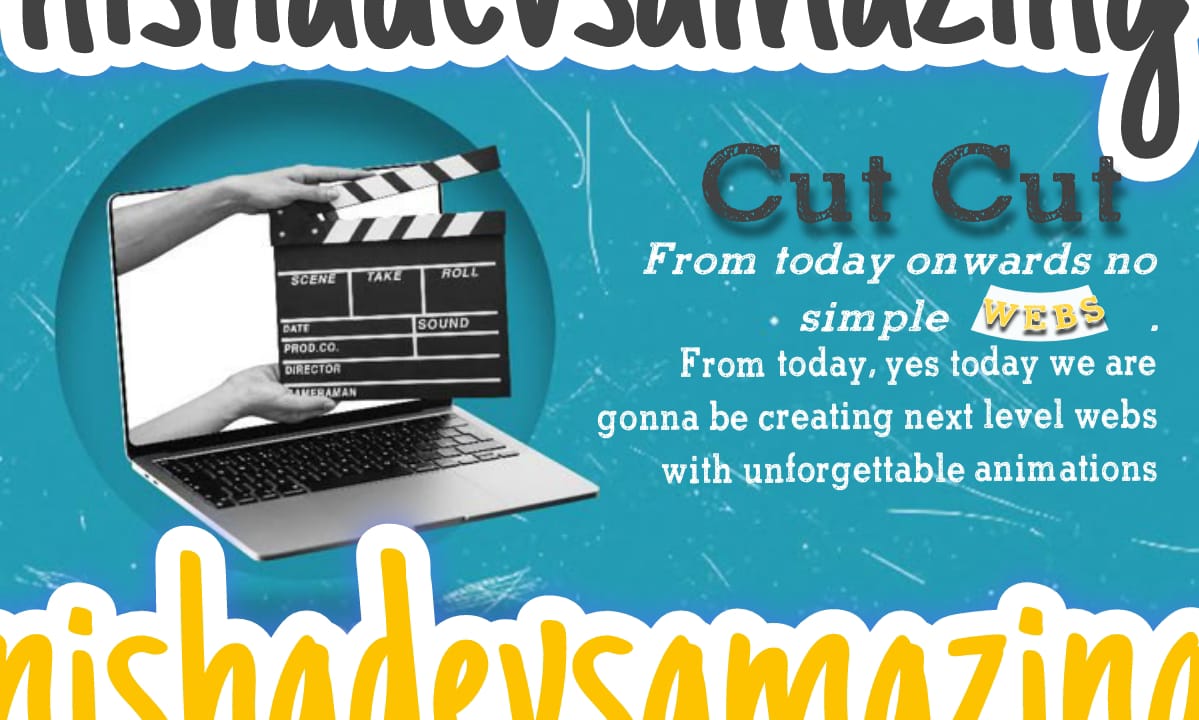 nishadevsamazing
Cut Cut
From today onwards no
simple WEBS .
From today, yes today we are
gonna be creating next level webs
with unforgettable animations
SCENE TAKE ROLL
DATE SOUND
PROD.CO.
DIRECTOR
CAMERAMAN
nishadevsamazing